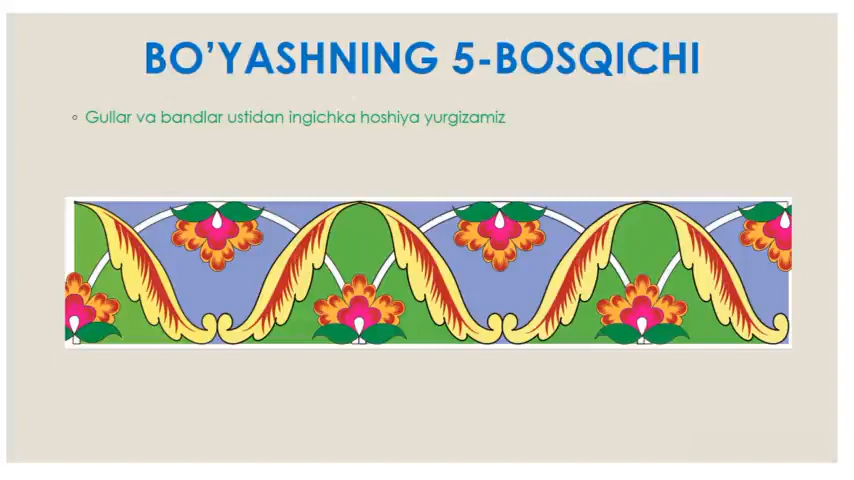 BO’YASHNING 5-BOSQICHI
Gullar va bandlar ustidan ingichka hoshiya yurgizamiz